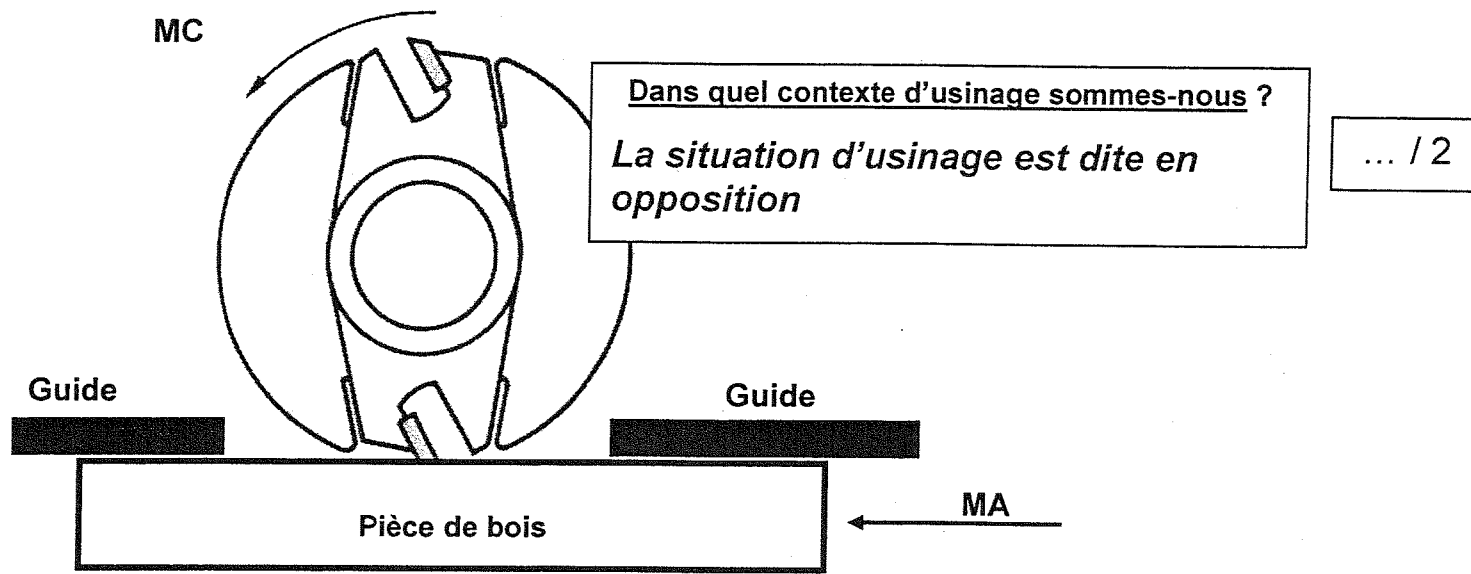 MC
Dans quel contexte d'usinage sommes-nous ?
La situation d'usinage est dite en
opposition
... / 2
Guide
Guide
Pièce de bois
MA